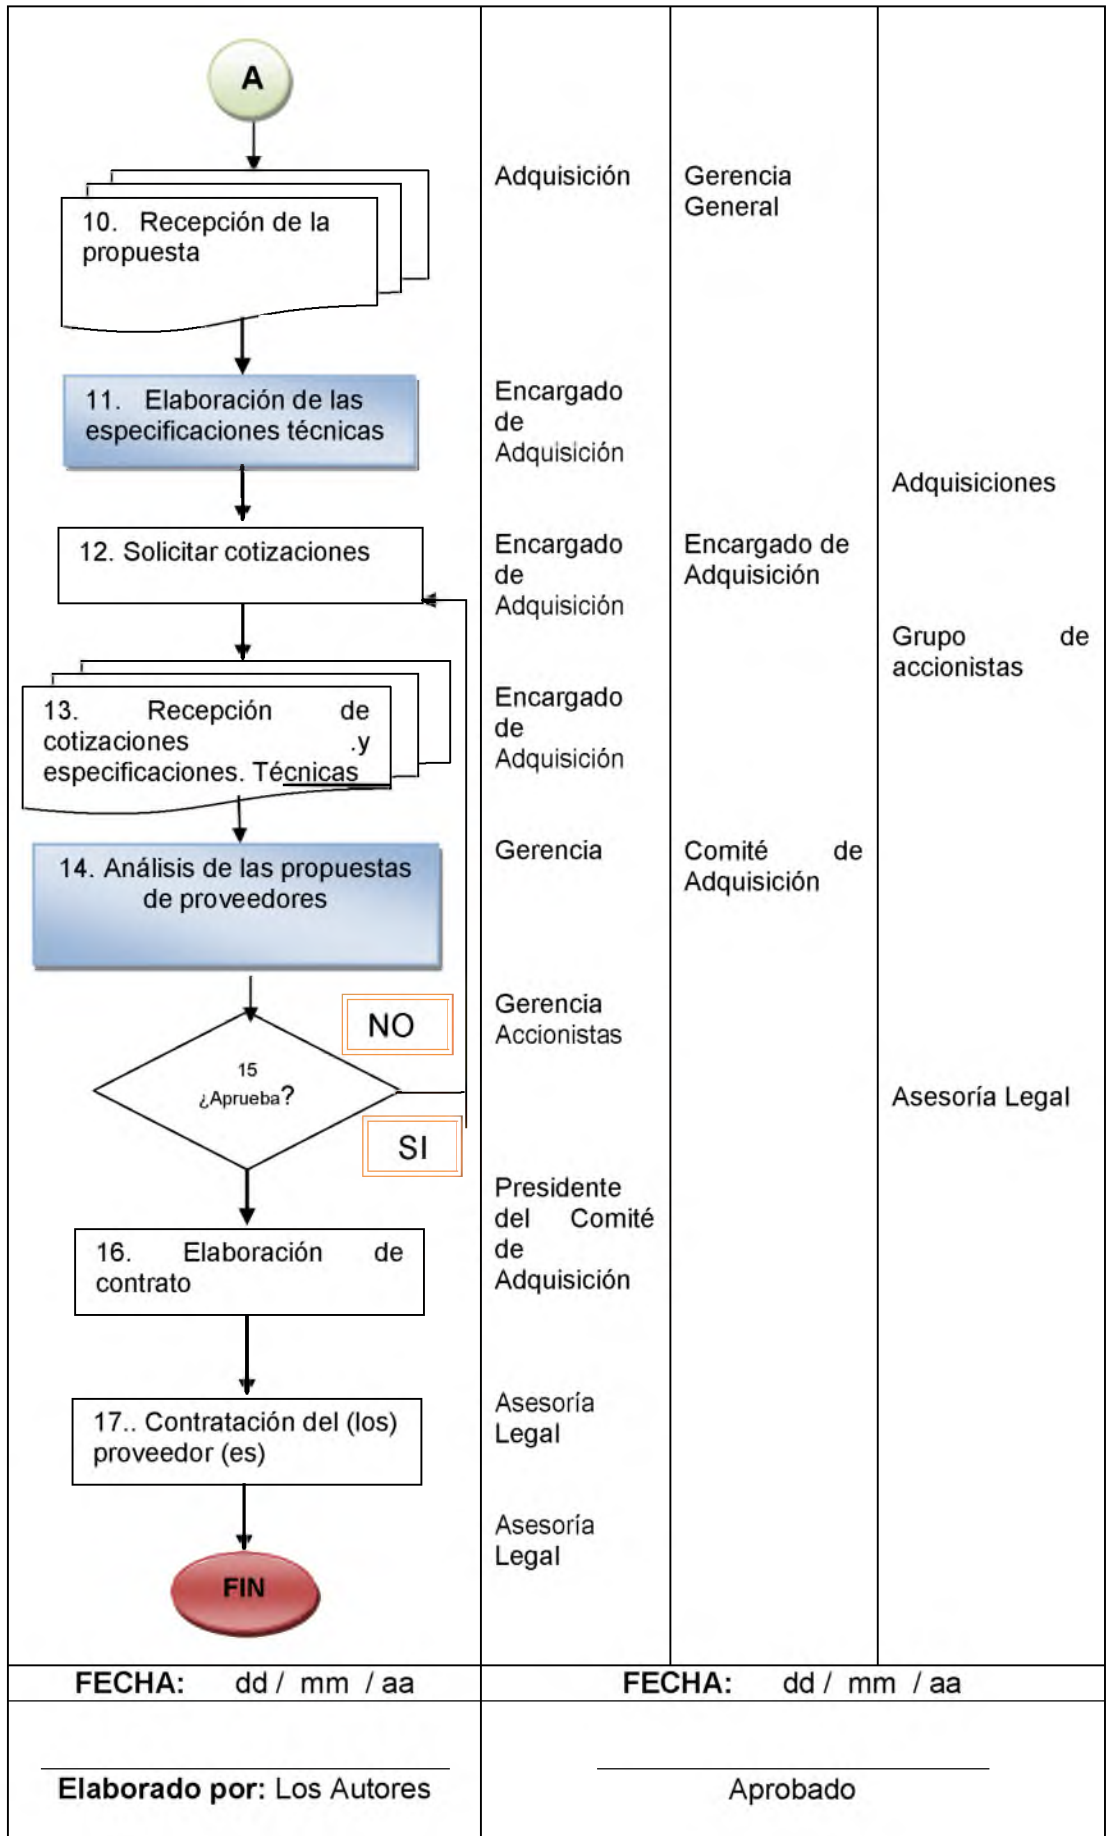 A
10. Recepción de la
propuesta
11. Elaboración de las
especificaciones técnicas
12. Solicitar cotizaciones
13. Recepción de
cotizaciones .y
especificaciones. Técnicas
14. Análisis de las propuestas
de proveedores
NO
15
¿Aprueba?
SI
16. Elaboración de
contrato
17.. Contratación del (los)
proveedor (es)
FIN
Adquisición
Encargado
de
Adquisición
Encargado
de
Adquisición
Encargado
de
Adquisición
Gerencia
Gerencia
Accionistas
Presidente
del Comité
de
Adquisición
Asesoría
Legal
Asesoría
Legal
Gerencia
General
Encargado de
Adquisición
Comité de
Adquisición
Adquisiciones
Grupo de
accionistas
Asesoría Legal
FECHA: dd / mm / aa
FECHA: dd / mm / aa
Elaborado por: Los Autores
Aprobado